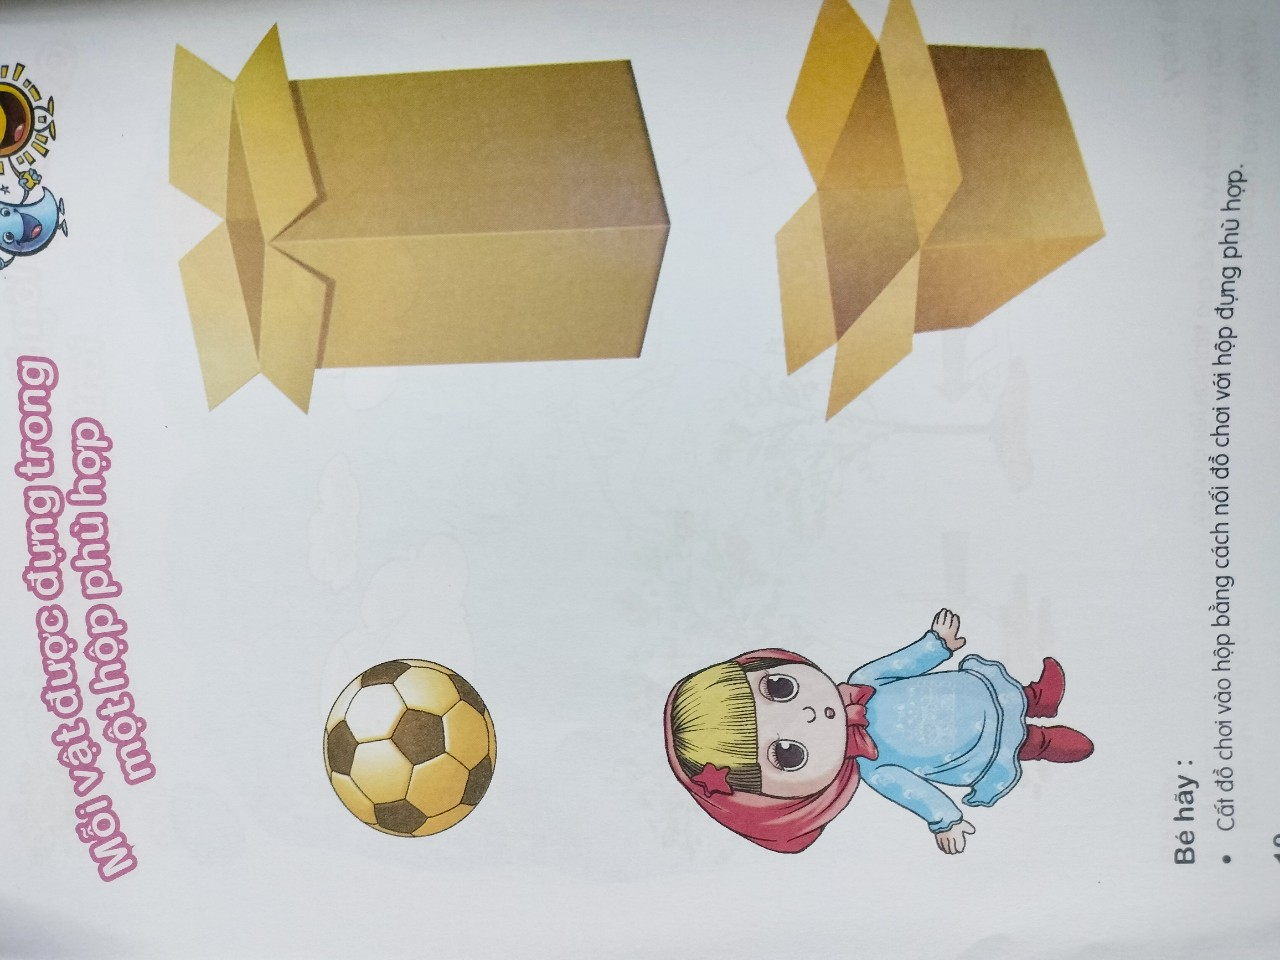 Mỗi vật được đựng trong
một hộp phù hợp
Bé hãy :
• Cất đồ chơi vào hộp bằng cách nối đồ chơi với hộp đựng phù hợp.